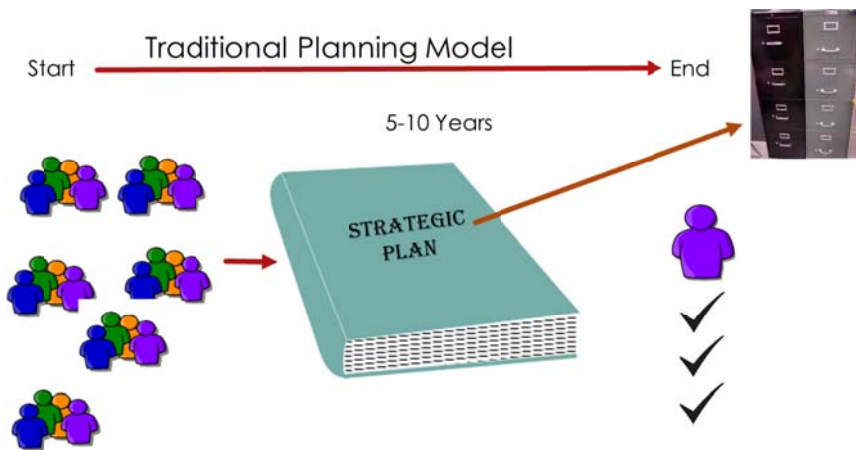 Traditional Planning Model
Start
End
5-10 Years
STRATEGIC
PLAN